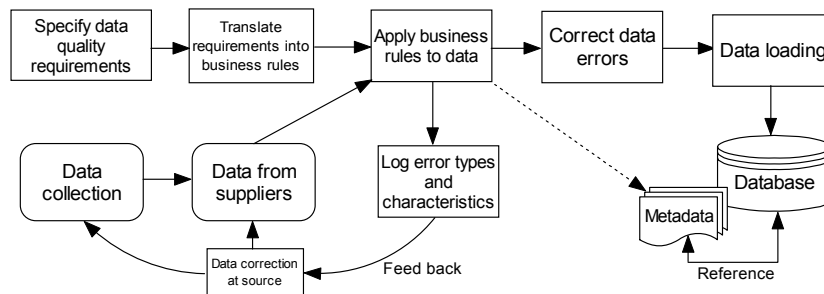 Specify data
quality
requirements
Translate
requirements into
business rules
Apply business
rules to data
Correct data
errors
Data loading
Data
collection
Data from
suppliers
Log error types
and
characteristics
Metadata
Database
Data correction
at source
Feed back
Reference